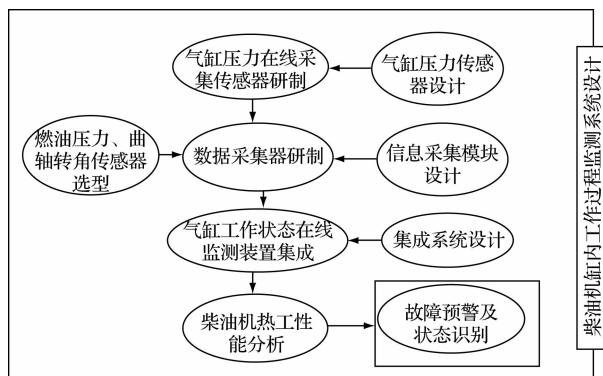 气缸压力在线采
集传感器研制
气缸压力传感
器设计
燃油压力、曲
轴转角传感器
选型
数据采集器研制
信息采集模块
设计
气缸工作状态在线
监测装置集成
集成系统设计
柴油机热工性
能分析
故障预警及
状态识别
柴油机缸内工作过程监测系统设计